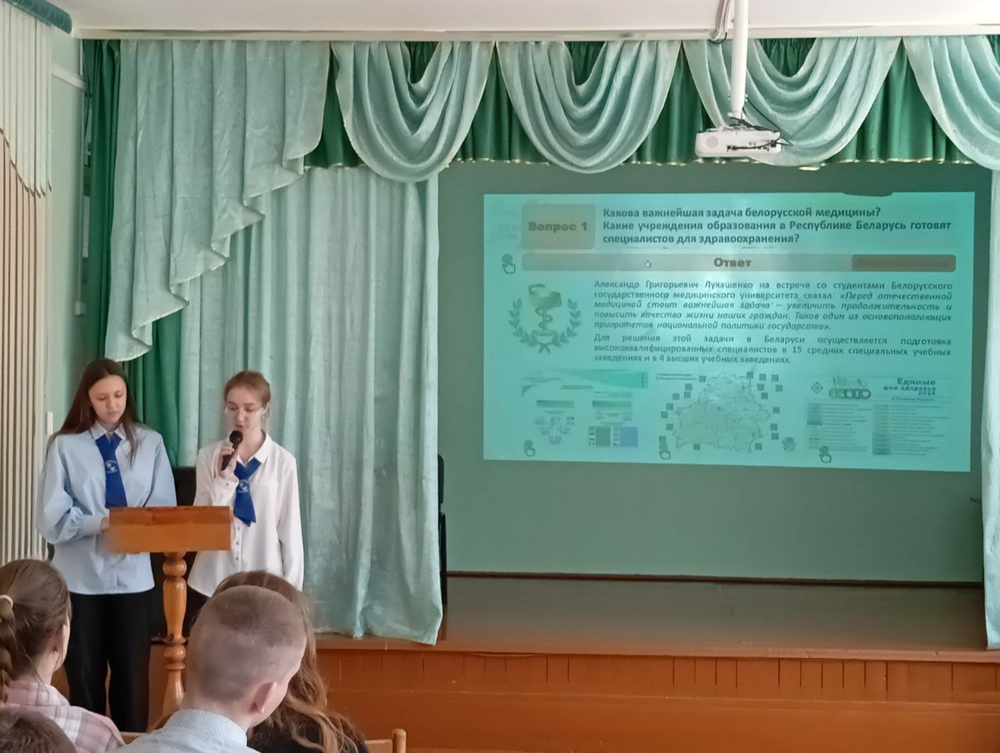 Вопрос 1
Какова важнейшая задача белорусской медицины?
Какие учреждения образования в Республике Беларусь готовят
специалистов для здравоохранения?
Ответ
Александр Григорьевич Лукашенко на встрече со студентами Белорусского
государственного медицинского университета сказал: «Перед отечественной
медициной стоит важнейшая задача – увеличить продолжительность и
повысить качество жизни наших граждан. Таков один из основополагающих
приоритетов национальной политики государства».
Для решения этой задачи в Беларуси осуществляется подготовка
высококвалифицированных специалистов в 15 средних специальных учебных
заведениях и в 4 высших учебных заведениях.
Единые
дни здоровья
2024